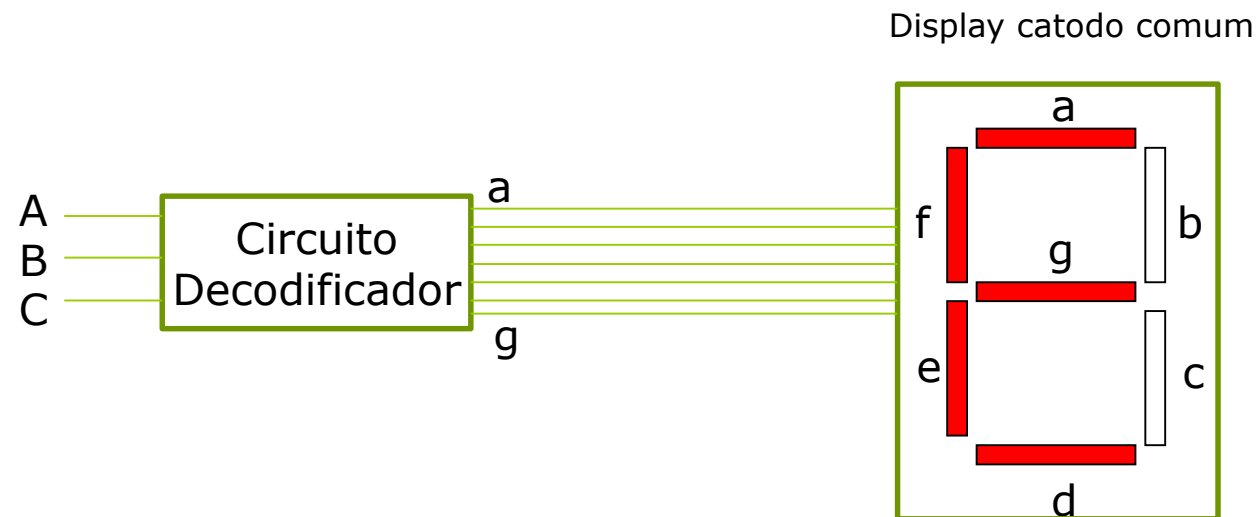 Display catodo comum
a
a
A
f
b
B
Circuito
g
Decodificador
C
g
e
c
d